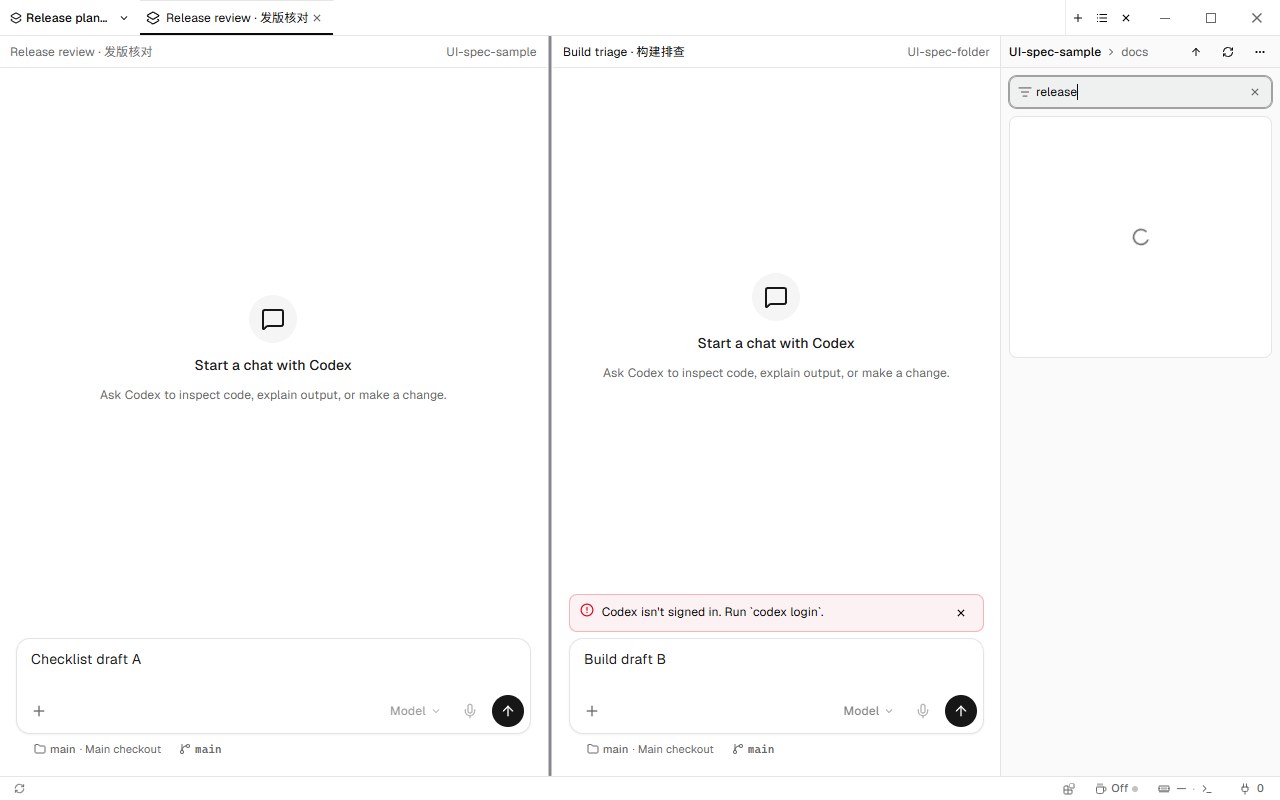 Release plan…
Release review · 发版核对
Release review · 发版核对
UI-spec-sample
Build triage · 构建排查
UI-spec-folder
UI-spec-sample
docs
release
Start a chat with Codex
Ask Codex to inspect code, explain output, or make a change.
Start a chat with Codex
Ask Codex to inspect code, explain output, or make a change.
Codex isn't signed in. Run `codex login`.
Checklist draft A
Model
main · Main checkout
main
Build draft B
Model
main · Main checkout
main
Off
— ·
0